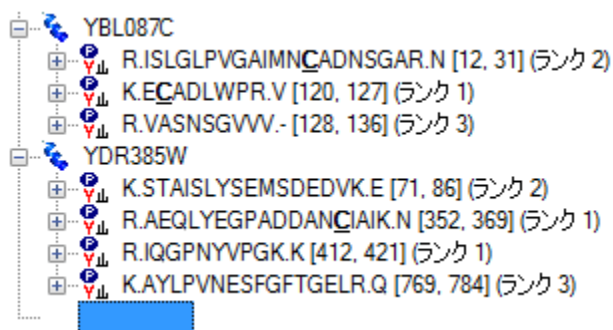 YBL087C
R.ISLGLPVGAIMNCADNSGAR.N [12, 31] (ランク 2)
K.ECADLWPR.V [120, 127] (ランク 1)
R.VASNSGVVV.- [128, 136] (ランク 3)
YDR385W
K.STAISLYSEMSDEDVK.E [71, 86] (ランク 2)
R.AEQLYEGPADDANCIAIK.N [352, 369] (ランク 1)
R.IQGPNYVPGK.K [412, 421] (ランク 1)
K.AYLPVNESFGFTGELR.Q [769, 784] (ランク 3)